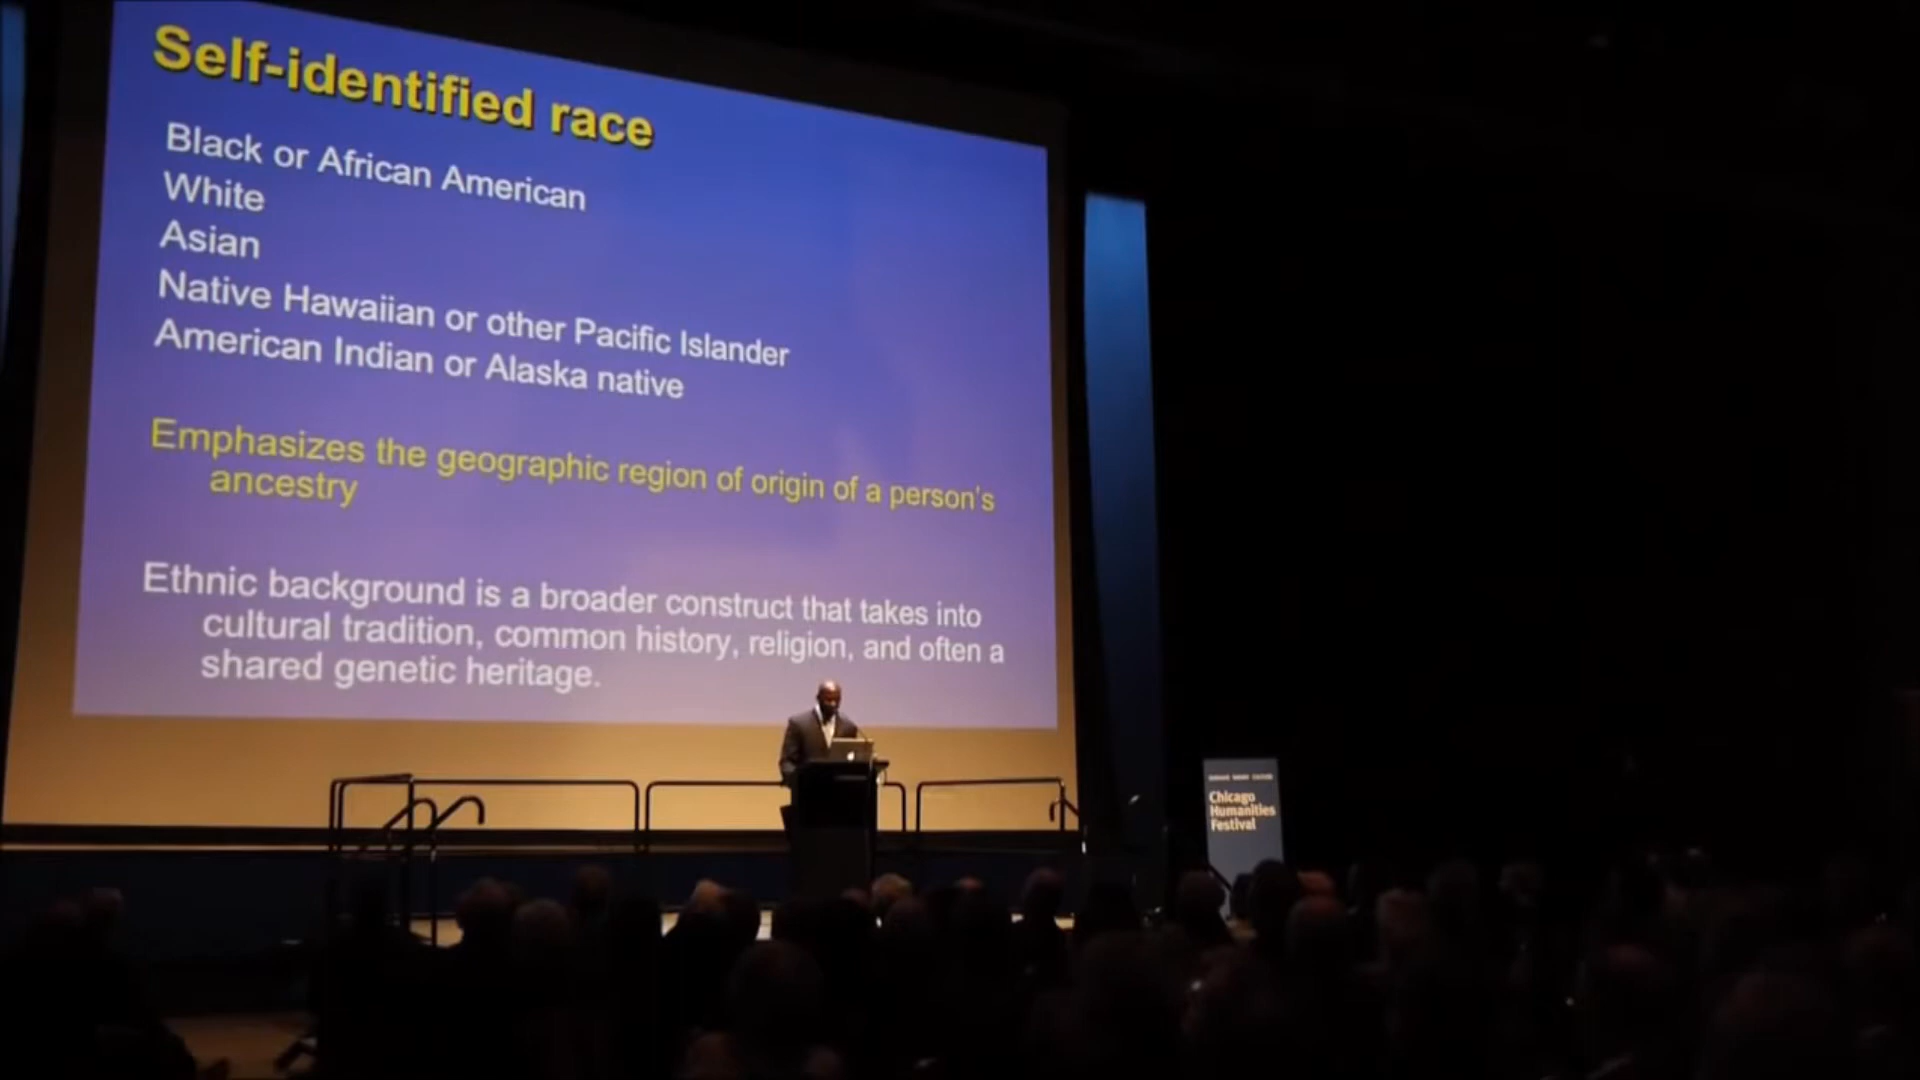 Self-identified race
Black or African American
White
Asian
Native Hawaiian or other Pacific Islander
American Indian or Alaska native
Emphasizes the geographic region of origin of a person's
ancestry
Ethnic background is a broader construct that takes into
cultural tradition, common history, religion, and often a
shared genetic heritage.
Chicago
Humanities
Festival